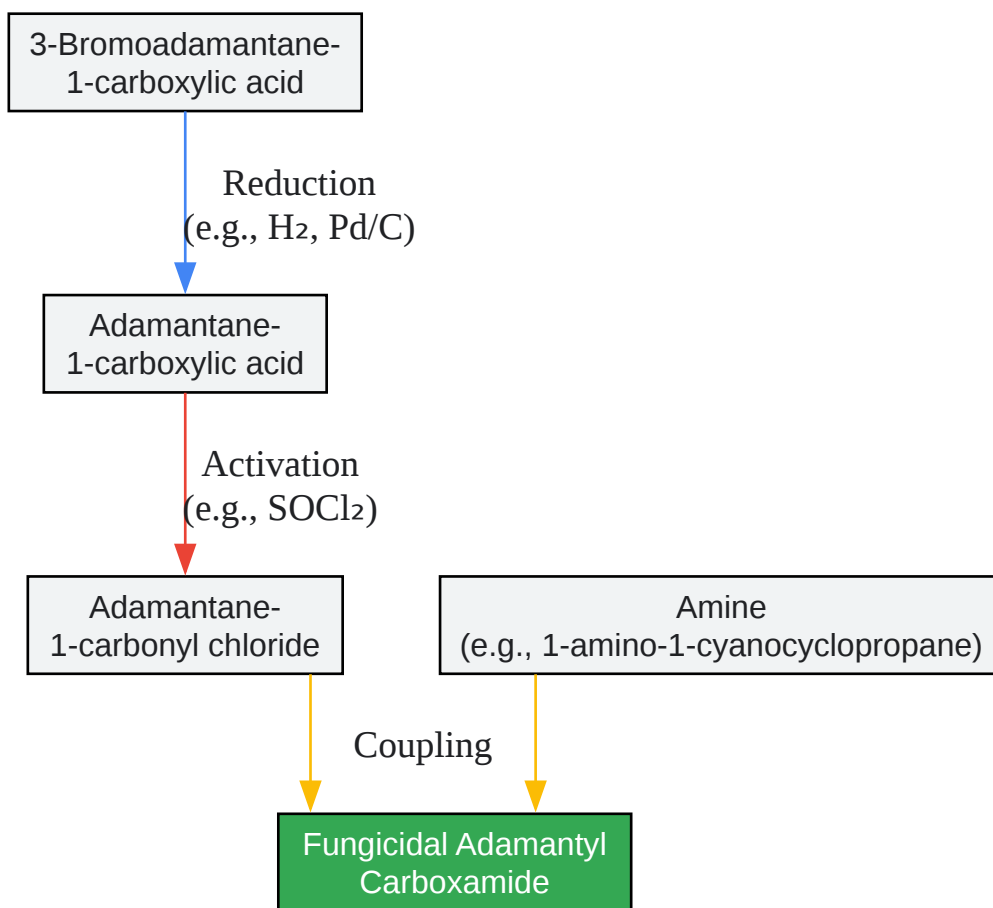 3-Bromoadamantane-
1-carboxylic acid
Reduction
(e.g., H₂, Pd/C)
Adamantane-
1-carboxylic acid
Activation
(e.g., SOCl₂)
Adamantane-
1-carbonyl chloride
Amine
(e.g., 1-amino-1-cyanocyclopropane)
Coupling
Fungicidal Adamantyl
Carboxamide